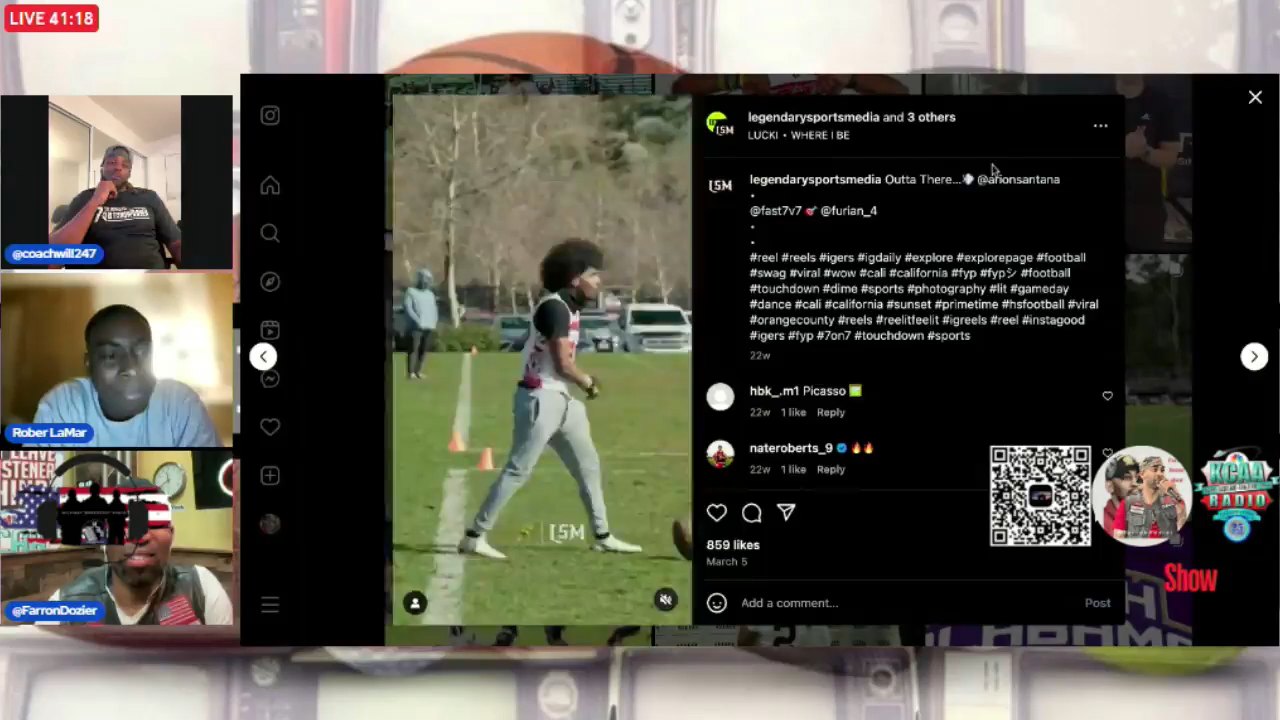 LIVE 41:18
@coachwill247
Rober LaMar
LEAVE
LISTENER
@FarronDozier
LSM
legendarysportsmedia and 3 others
LUCKI • WHERE I BE
LSM
legendarysportsmedia Outta There...💨 @arionsantana
•
@fast7v7 @furian_4
•
•
#reel #reels #igers #igdaily #explore #explorepage #football
#swag #viral #wow #cali #california #fyp #fypシ #football
#touchdown #dime #sports #photography #lit #gameday
#dance #cali #california #sunset #primetime #hsfootball #viral
#orangecounty #reels #reelitfeelit #igreels #reel #instagood
#igers #fyp #7on7 #touchdown #sports
22w
hbk_.m1 Picasso
22w 1 like Reply
nateroberts_9 🔥🔥
22w 1 like Reply
859 likes
March 5
Add a comment...
Post
KCAA
RADIO
Show